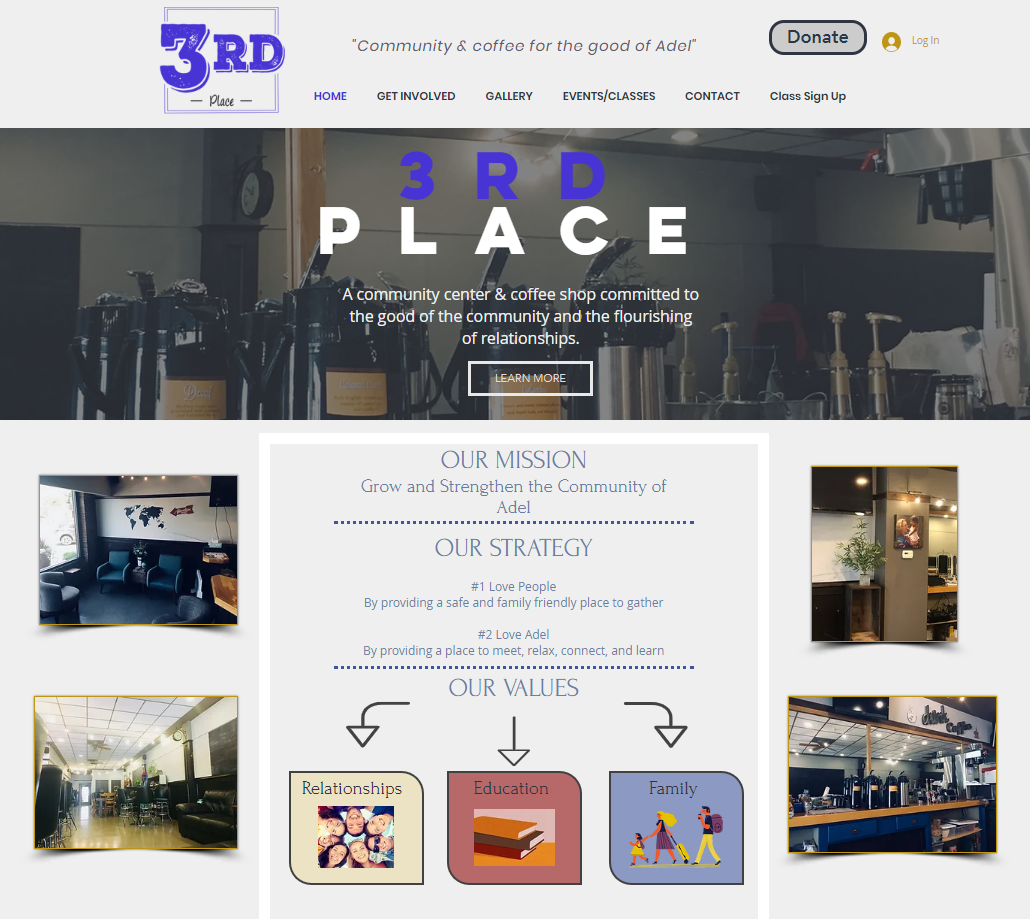 3RD
Place
"Community & coffee for the good of Adel"
Donate
Log In
HOME
GET INVOLVED
GALLERY
EVENTS/CLASSES
CONTACT
Class Sign Up
3RD
PLACE
A community center & coffee shop committed to
the good of the community and the flourishing
of relationships.
LEARN MORE
Decaf
OUR MISSION
Grow and Strengthen the Community of
Adel
OUR STRATEGY
#1 Love People
By providing a safe and family friendly place to gather
#2 Love Adel
By providing a place to meet, relax, connect, and learn
OUR VALUES
Relationships
Education
Family
drink
Coffee